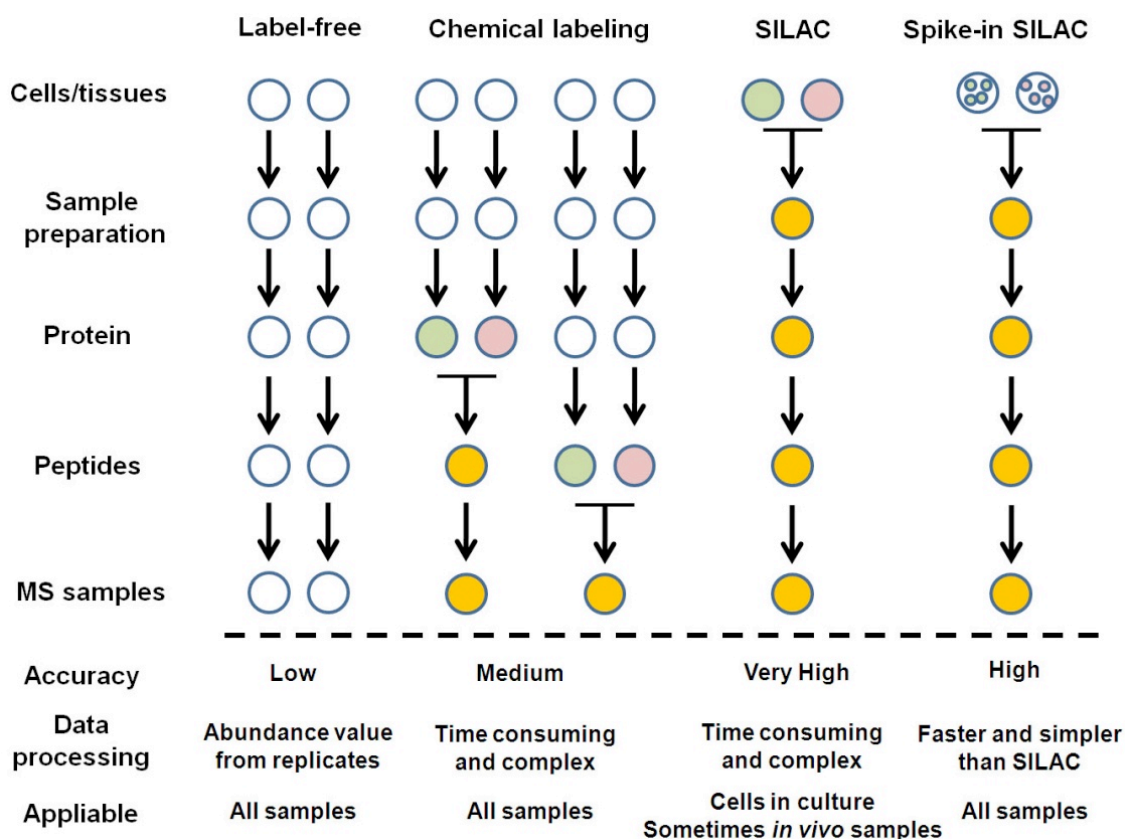 Label-free Chemical labeling SILAC Spike-in SILAC
Cells/tissues
Sample
preparation
Protein
Peptides
MS samples
Accuracy Low Medium Very High High
Data
processing
Abundance value
from replicates
Time consuming
and complex
Time consuming
and complex
Faster and simpler
than SILAC
Appliable All samples All samples
Cells in culture
Sometimes in vivo samples
All samples